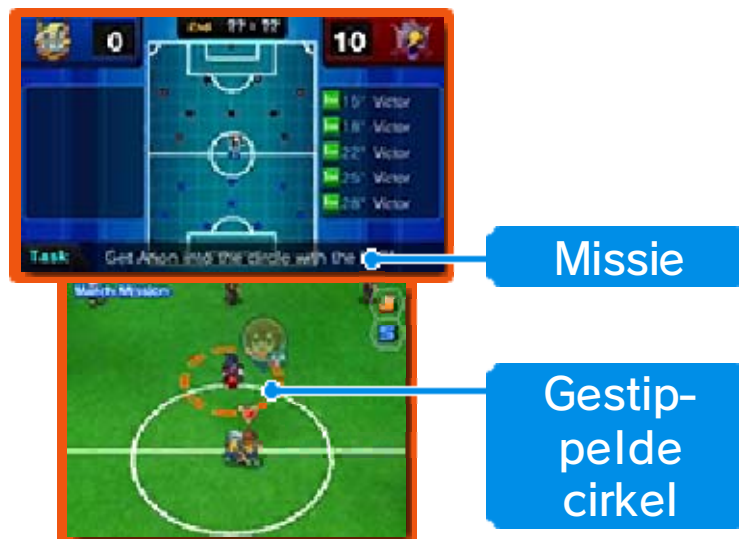 0
2nd
10
15' Victor
18' Victor
22' Victor
25' Victor
28' Victor
Task Get Arion into the circle with the
Missie
Match Mission
Gestip-
pelde
cirkel